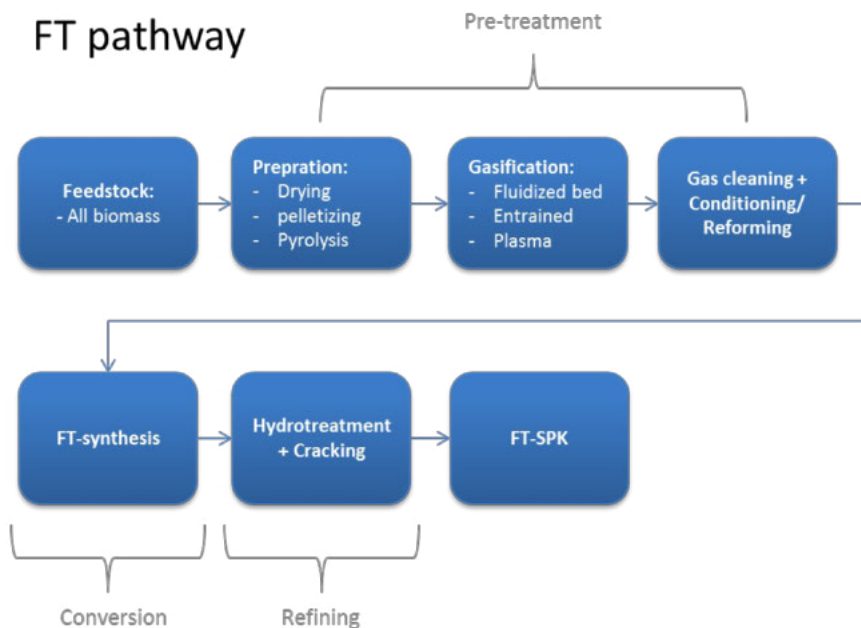 FT pathway
Pre-treatment
Feedstock:
- All biomass
Prepration:
- Drying
- pelletizing
- Pyrolysis
Gasification:
- Fluidized bed
- Entrained
- Plasma
Gas cleaning +
Conditioning/
Reforming
FT-synthesis
Hydrotreatment
+ Cracking
FT-SPK
Conversion
Refining